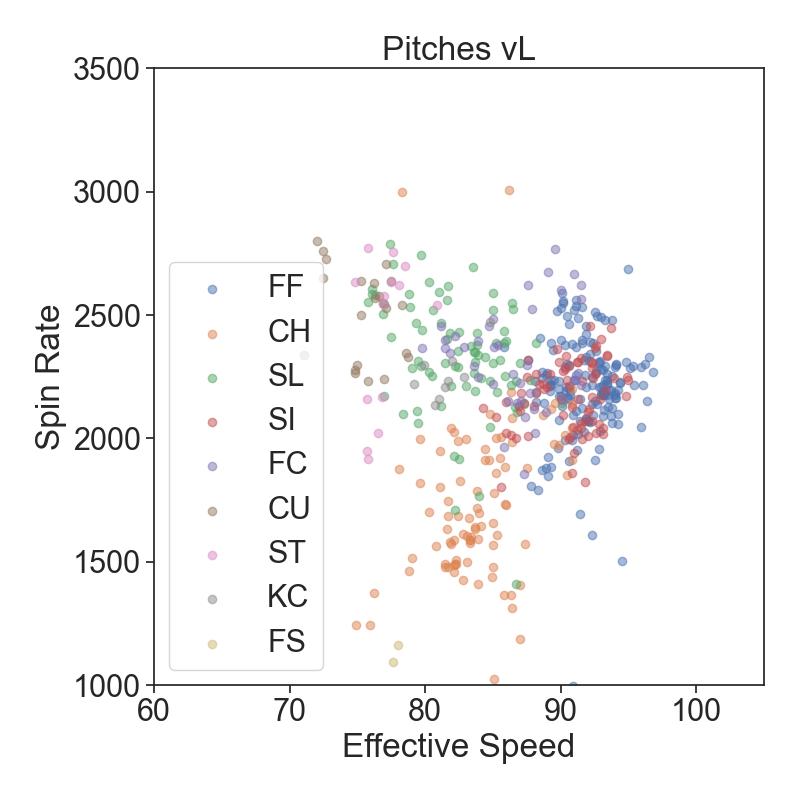 Pitches vL
3500
3000
2500
2000
1500
1000
Spin Rate
FF
CH
SL
SI
FC
CU
ST
KC
FS
60 70 80 90 100
Effective Speed